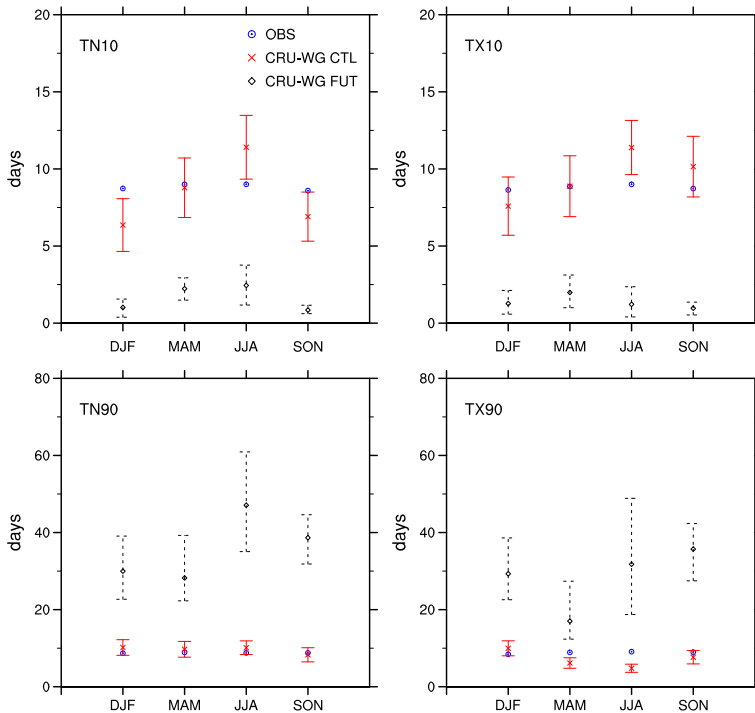 20
15
10
5
0
days
TN10
OBS
CRU-WG CTL
CRU-WG FUT
DJF MAM JJA SON
20
15
10
5
0
days
TX10
DJF MAM JJA SON
80
60
40
20
0
days
TN90
DJF MAM JJA SON
80
60
40
20
0
days
TX90
DJF MAM JJA SON